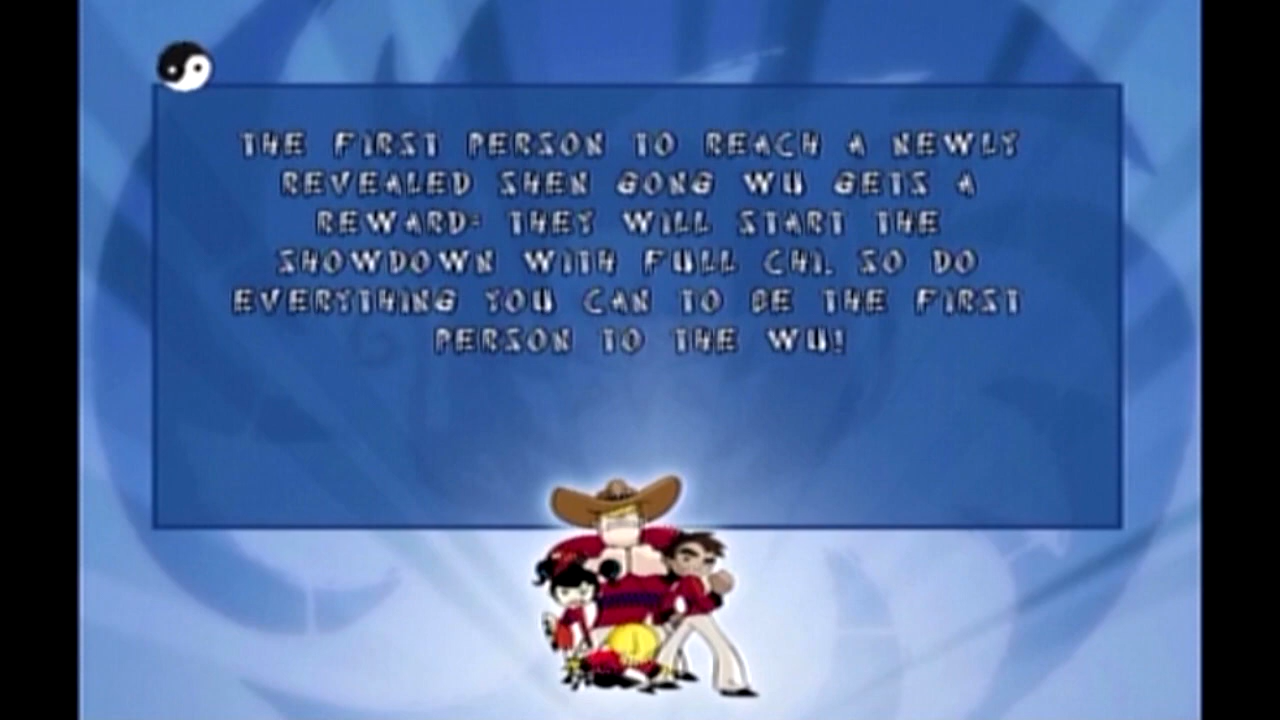 THE FIRST PERSON TO REACH A NEWLY
REVEALED SHEN GONG WU GETS A
REWARD: THEY WILL START THE
SHOWDOWN WITH FULL CHI. SO DO
EVERYTHING YOU CAN TO BE THE FIRST
PERSON TO THE WU!